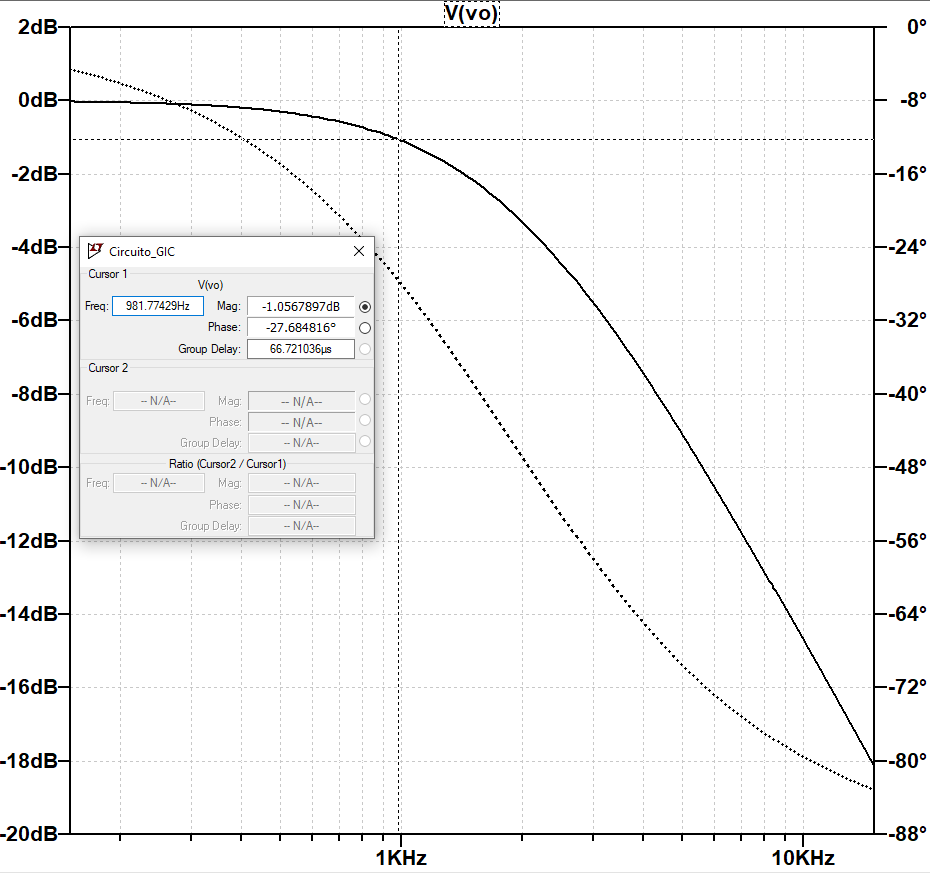 V(vo)
2dB
0dB
-2dB
-4dB
-6dB
-8dB
-10dB
-12dB
-14dB
-16dB
-18dB
-20dB
0°
-8°
-16°
-24°
-32°
-40°
-48°
-56°
-64°
-72°
-80°
-88°
1KHz 10KHz
Circuito_GIC
Cursor 1
V(vo)
Freq: 981.77429Hz Mag: -1.0567897dB
Phase: -27.684816°
Group Delay: 66.721036µs
Cursor 2
Freq: -- N/A-- Mag: -- N/A--
Phase: -- N/A--
Group Delay: -- N/A--
Ratio (Cursor2 / Cursor1)
Freq: -- N/A-- Mag: -- N/A--
Phase: -- N/A--
Group Delay: -- N/A--